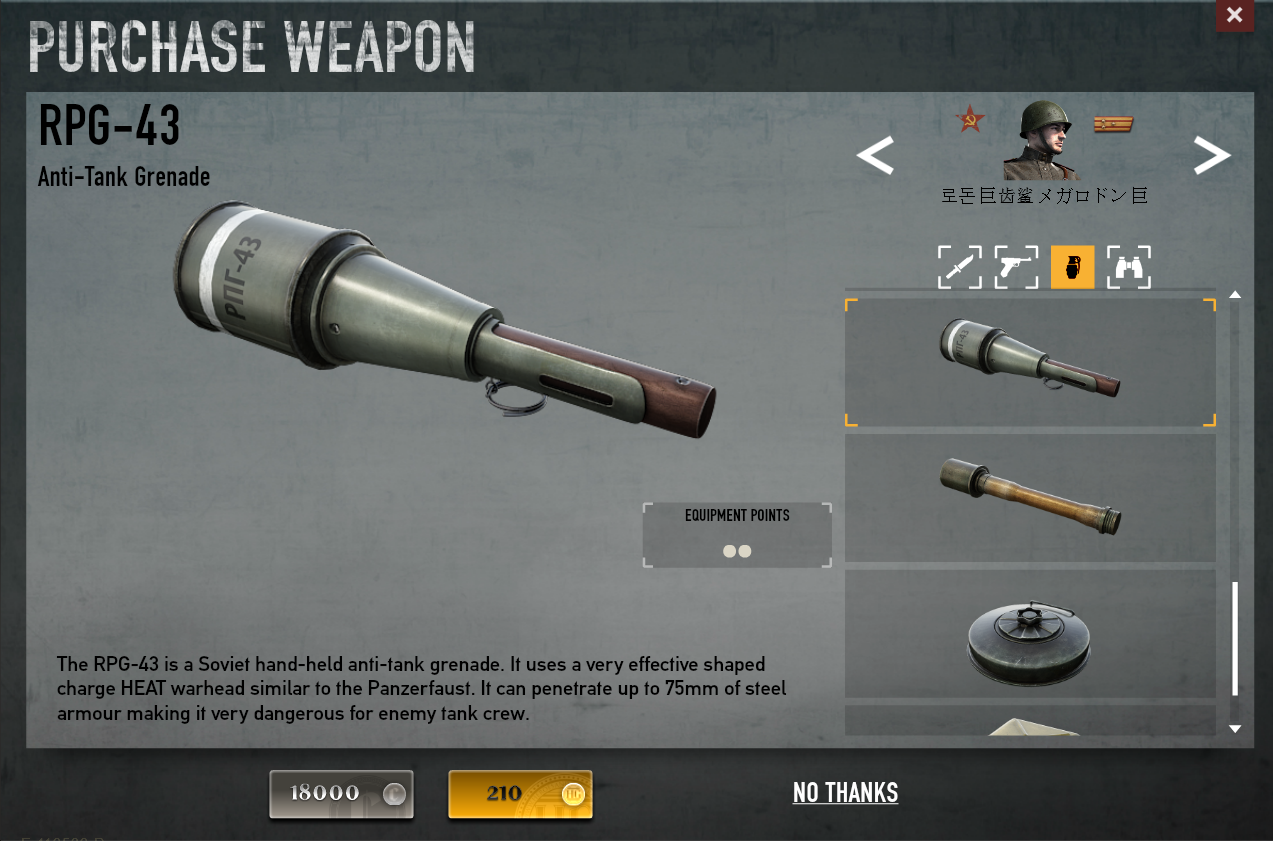 PURCHASE WEAPON
RPG-43
Anti-Tank Grenade
РПГ-43
로돈巨齿鲨メガロドン巨
РПГ-43
EQUIPMENT POINTS
The RPG-43 is a Soviet hand-held anti-tank grenade. It uses a very effective shaped
charge HEAT warhead similar to the Panzerfaust. It can penetrate up to 75mm of steel
armour making it very dangerous for enemy tank crew.
18000 C
210
NO THANKS